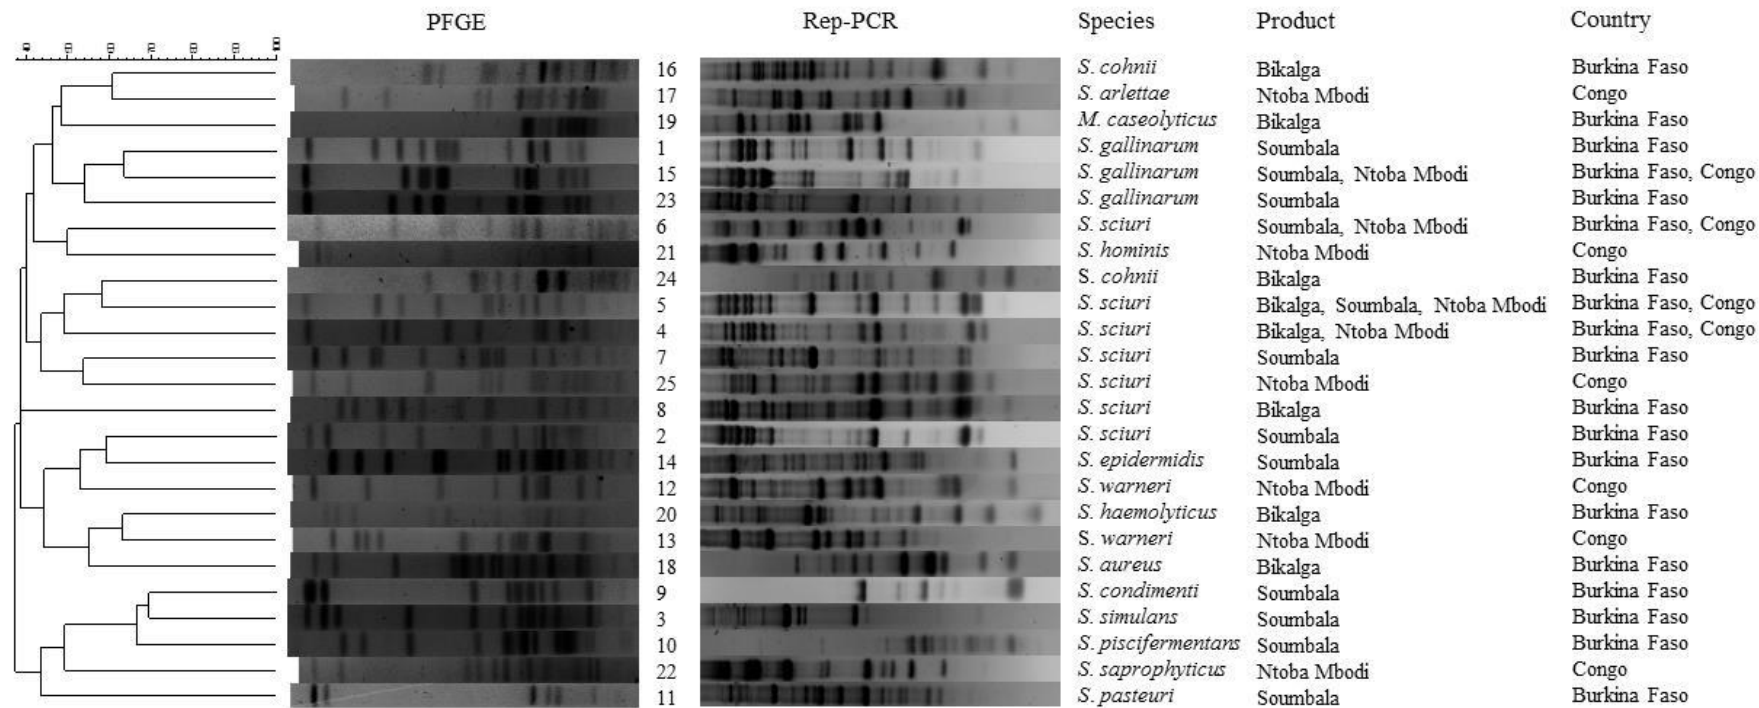 PFGE Rep-PCR Species Product Country
40 50 60 70 80 90 100
16 S. cohnii Bikalga Burkina Faso
17 S. arlettae Ntoba Mbodi Congo
19 M. caseolyticus Bikalga Burkina Faso
1 S. gallinarum Soumbala Burkina Faso
15 S. gallinarum Soumbala, Ntoba Mbodi Burkina Faso, Congo
23 S. gallinarum Soumbala Burkina Faso
6 S. sciuri Soumbala, Ntoba Mbodi Burkina Faso, Congo
21 S. hominis Ntoba Mbodi Congo
24 S. cohnii Bikalga Burkina Faso
5 S. sciuri Bikalga, Soumbala, Ntoba Mbodi Burkina Faso, Congo
4 S. sciuri Bikalga, Ntoba Mbodi Burkina Faso, Congo
7 S. sciuri Soumbala Burkina Faso
25 S. sciuri Ntoba Mbodi Congo
8 S. sciuri Bikalga Burkina Faso
2 S. sciuri Soumbala Burkina Faso
14 S. epidermidis Soumbala Burkina Faso
12 S. warneri Ntoba Mbodi Congo
20 S. haemolyticus Bikalga Burkina Faso
13 S. warneri Ntoba Mbodi Congo
18 S. aureus Bikalga Burkina Faso
9 S. condimenti Soumbala Burkina Faso
3 S. simulans Soumbala Burkina Faso
10 S. piscifermentans Soumbala Burkina Faso
22 S. saprophyticus Ntoba Mbodi Congo
11 S. pasteuri Soumbala Burkina Faso